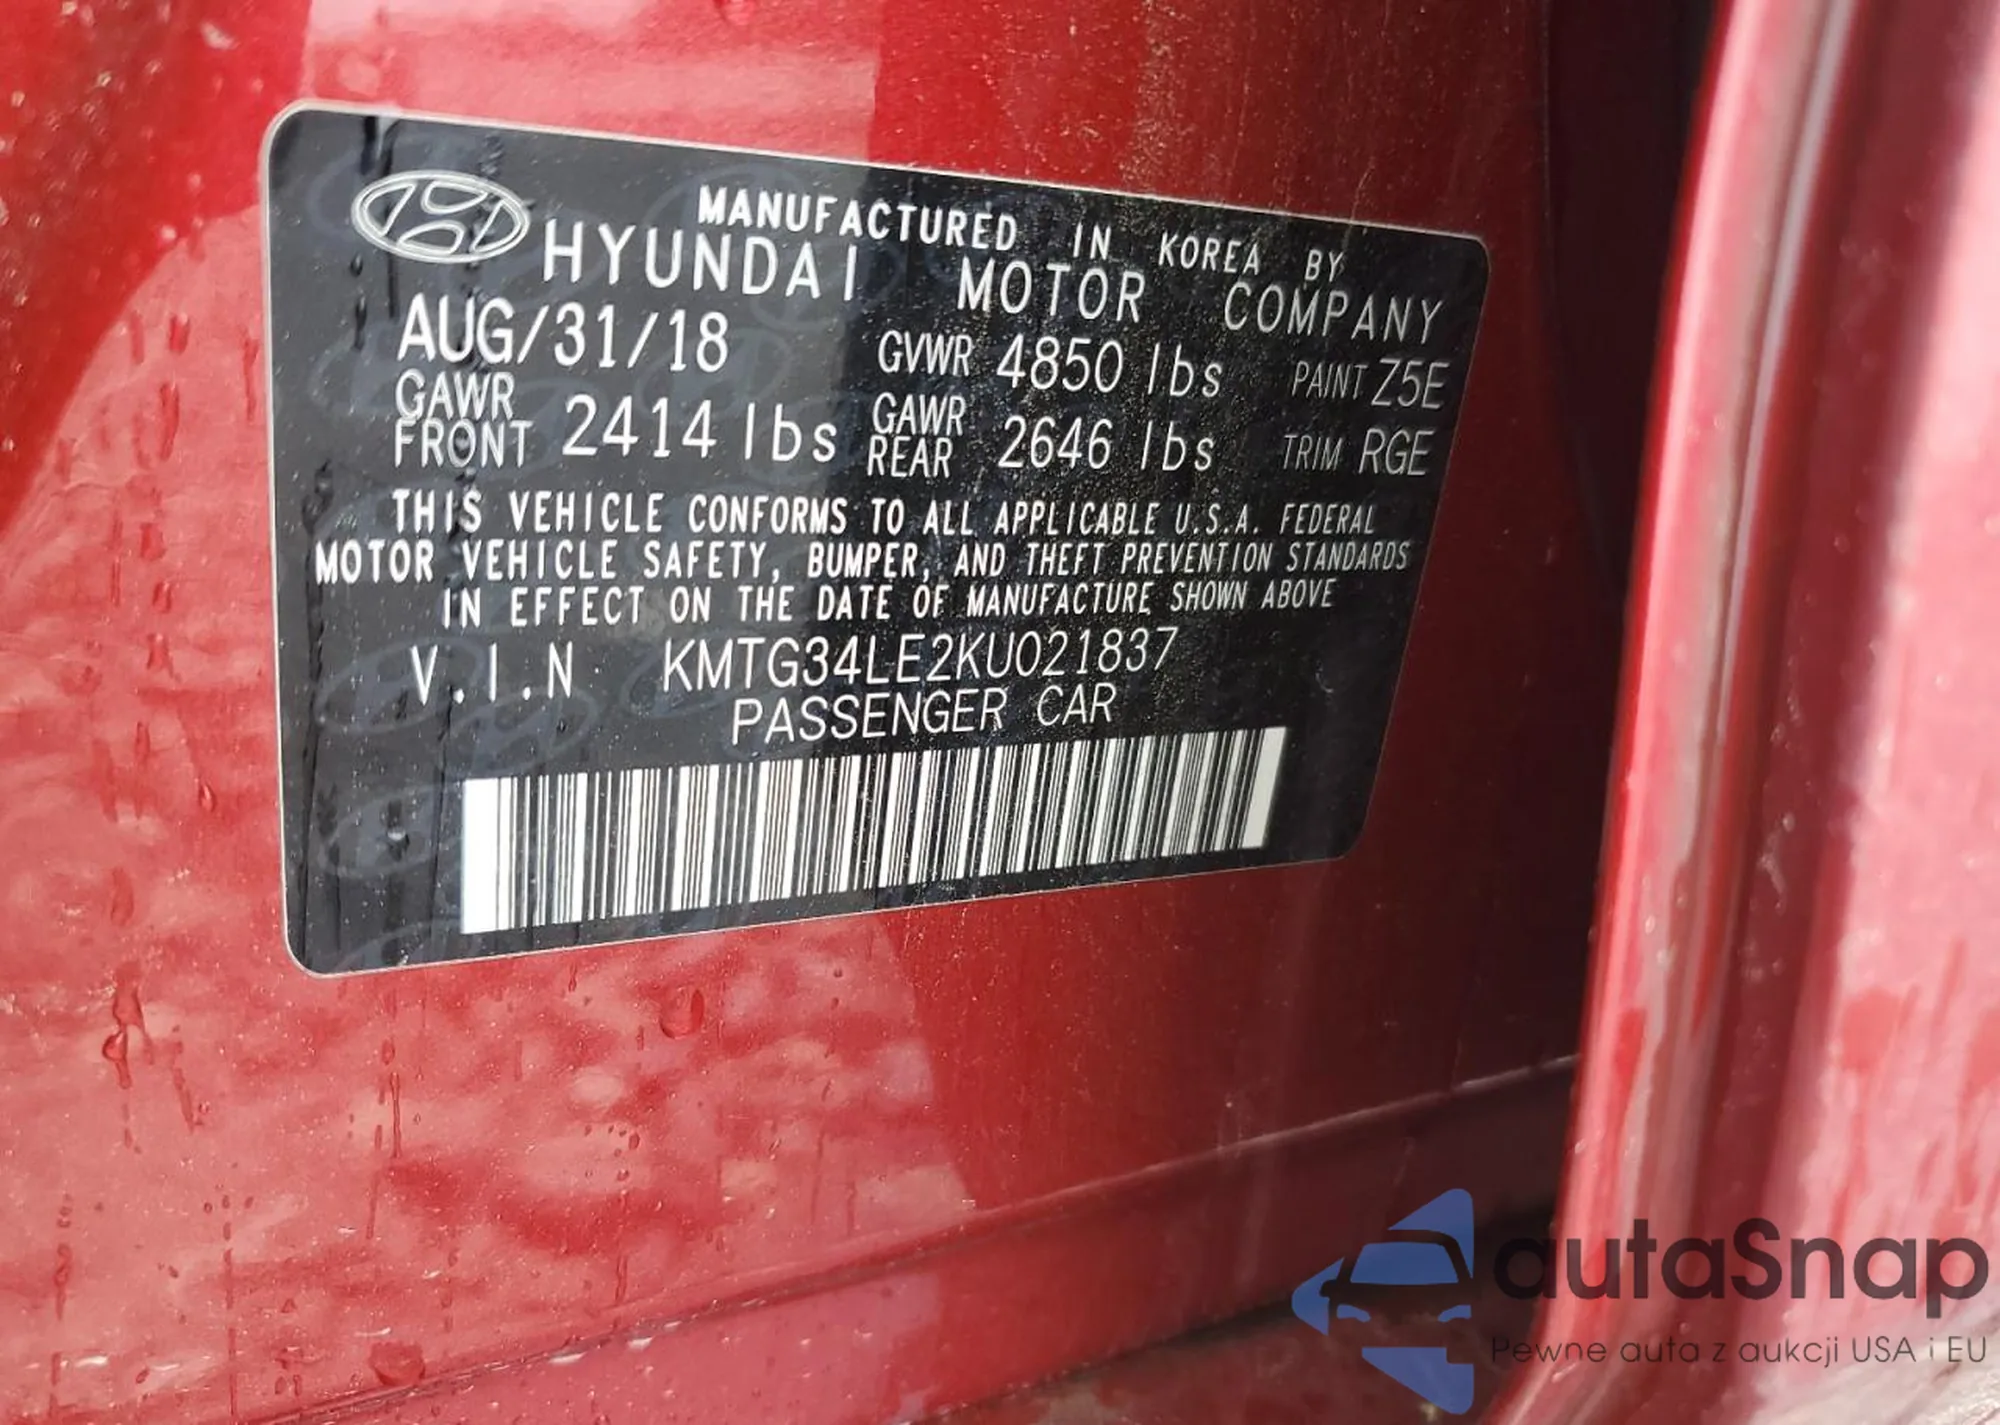 MANUFACTURED IN KOREA BY
HYUNDAI MOTOR COMPANY
AUG/31/18 GVWR 4850 lbs PAINT Z5E
GAWR FRONT 2414 lbs GAWR REAR 2646 lbs TRIM RGE
THIS VEHICLE CONFORMS TO ALL APPLICABLE U.S.A. FEDERAL
MOTOR VEHICLE SAFETY, BUMPER, AND THEFT PREVENTION STANDARDS
IN EFFECT ON THE DATE OF MANUFACTURE SHOWN ABOVE
V.I.N KMTG34LE2KU021837
PASSENGER CAR
autaSnap
Pewne auta z aukcji USA i EU